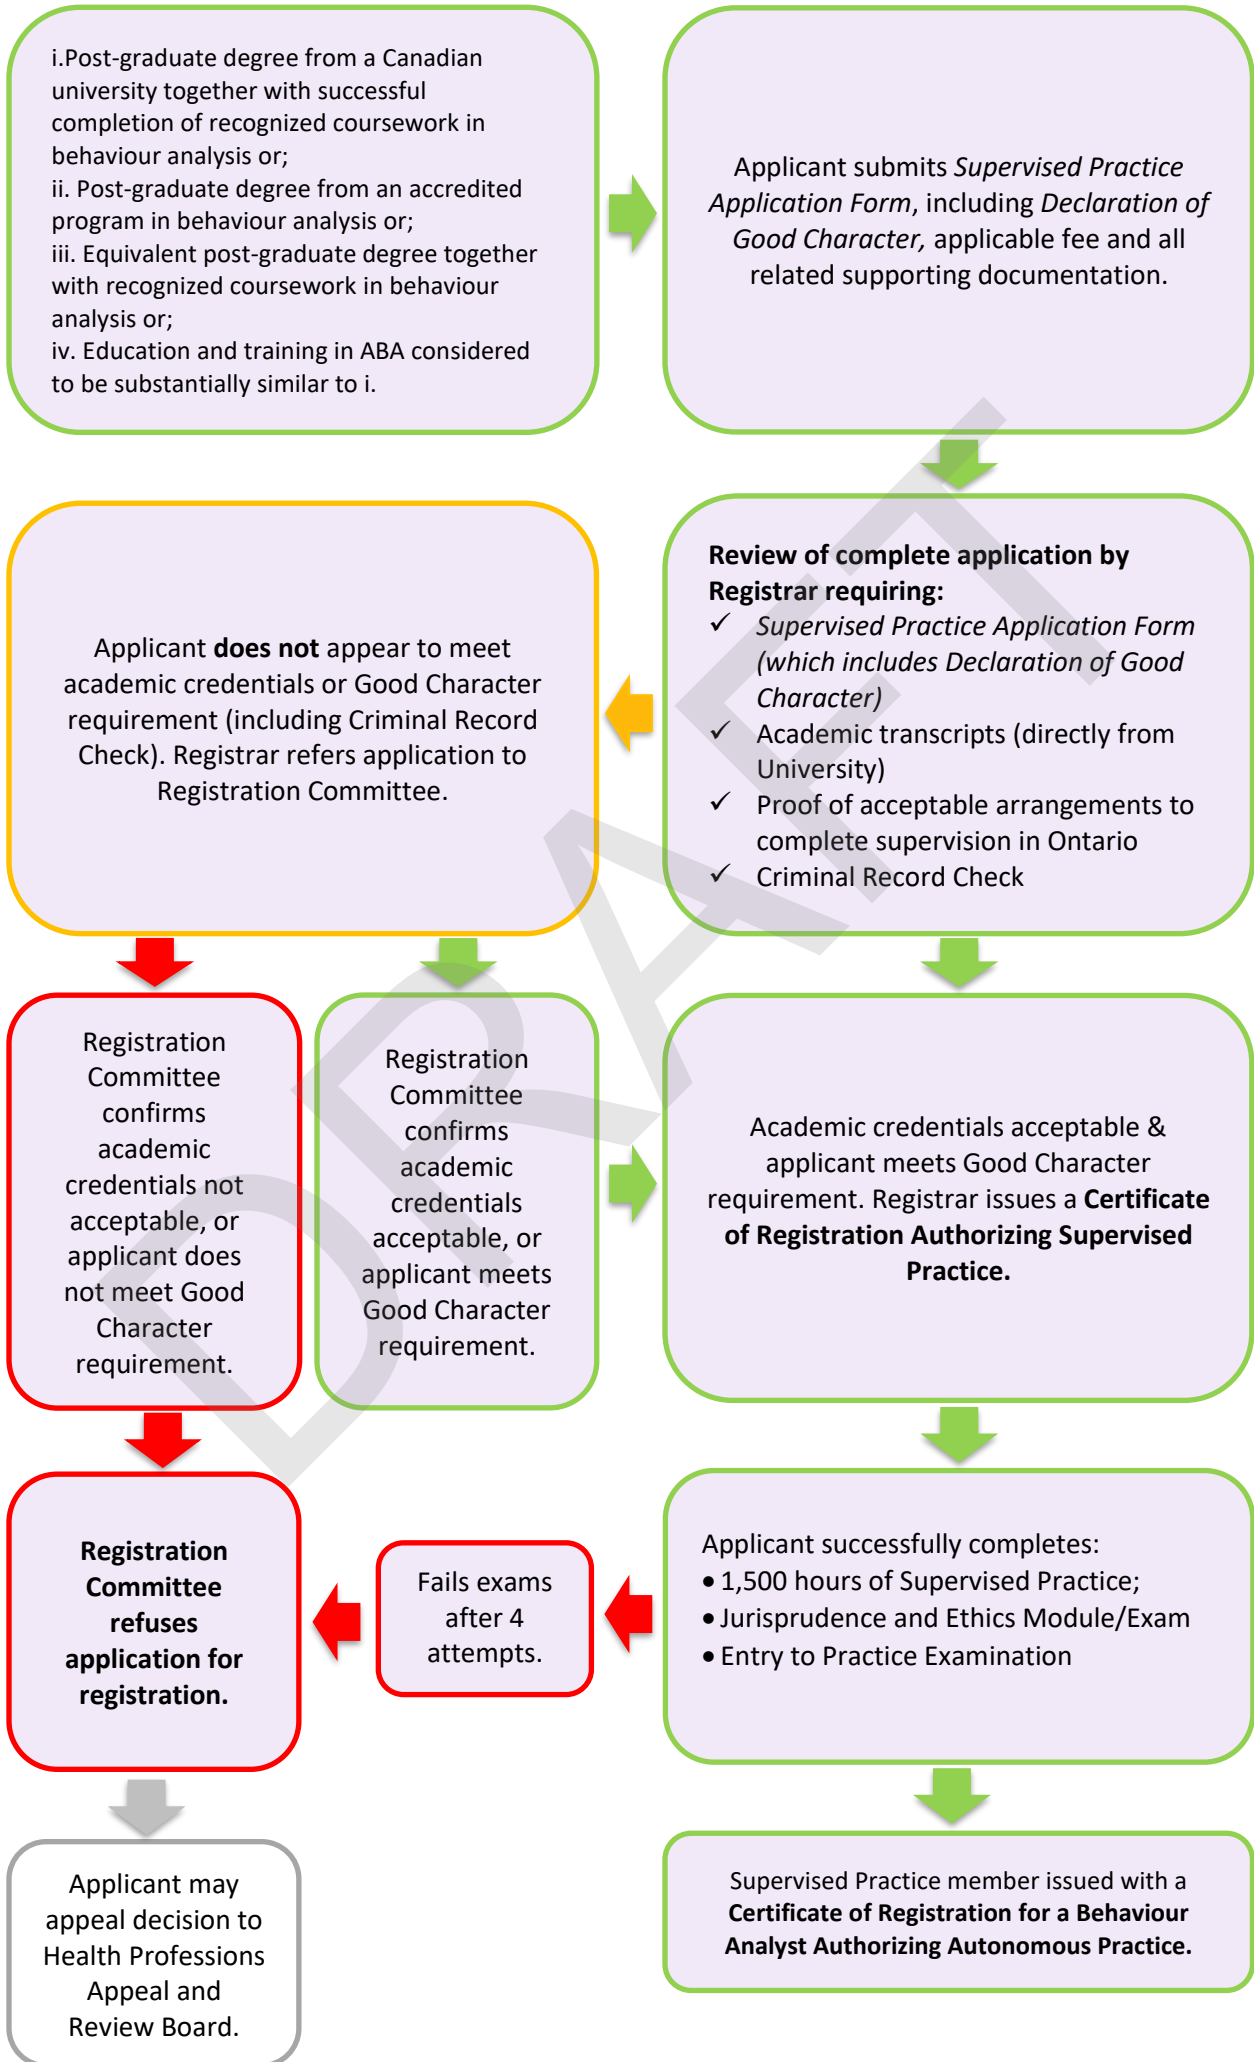 i.Post-graduate degree from a Canadian
university together with successful
completion of recognized coursework in
behaviour analysis or;
ii. Post-graduate degree from an accredited
program in behaviour analysis or;
iii. Equivalent post-graduate degree together
with recognized coursework in behaviour
analysis or;
iv. Education and training in ABA considered
to be substantially similar to i.
Applicant submits Supervised Practice
Application Form, including Declaration of
Good Character, applicable fee and all
related supporting documentation.
Review of complete application by
Registrar requiring:
✓ Supervised Practice Application Form
(which includes Declaration of Good
Character)
✓ Academic transcripts (directly from
University)
✓ Proof of acceptable arrangements to
complete supervision in Ontario
✓ Criminal Record Check
Applicant does not appear to meet
academic credentials or Good Character
requirement (including Criminal Record
Check). Registrar refers application to
Registration Committee.
Registration
Committee
confirms
academic
credentials not
acceptable, or
applicant does
not meet Good
Character
requirement.
Registration
Committee
confirms
academic
credentials
acceptable, or
applicant meets
Good Character
requirement.
Academic credentials acceptable &
applicant meets Good Character
requirement. Registrar issues a Certificate
of Registration Authorizing Supervised
Practice.
Applicant successfully completes:
• 1,500 hours of Supervised Practice;
• Jurisprudence and Ethics Module/Exam
• Entry to Practice Examination
Fails exams
after 4
attempts.
Registration
Committee
refuses
application for
registration.
Applicant may
appeal decision to
Health Professions
Appeal and
Review Board.
Supervised Practice member issued with a
Certificate of Registration for a Behaviour
Analyst Authorizing Autonomous Practice.
DRAFT